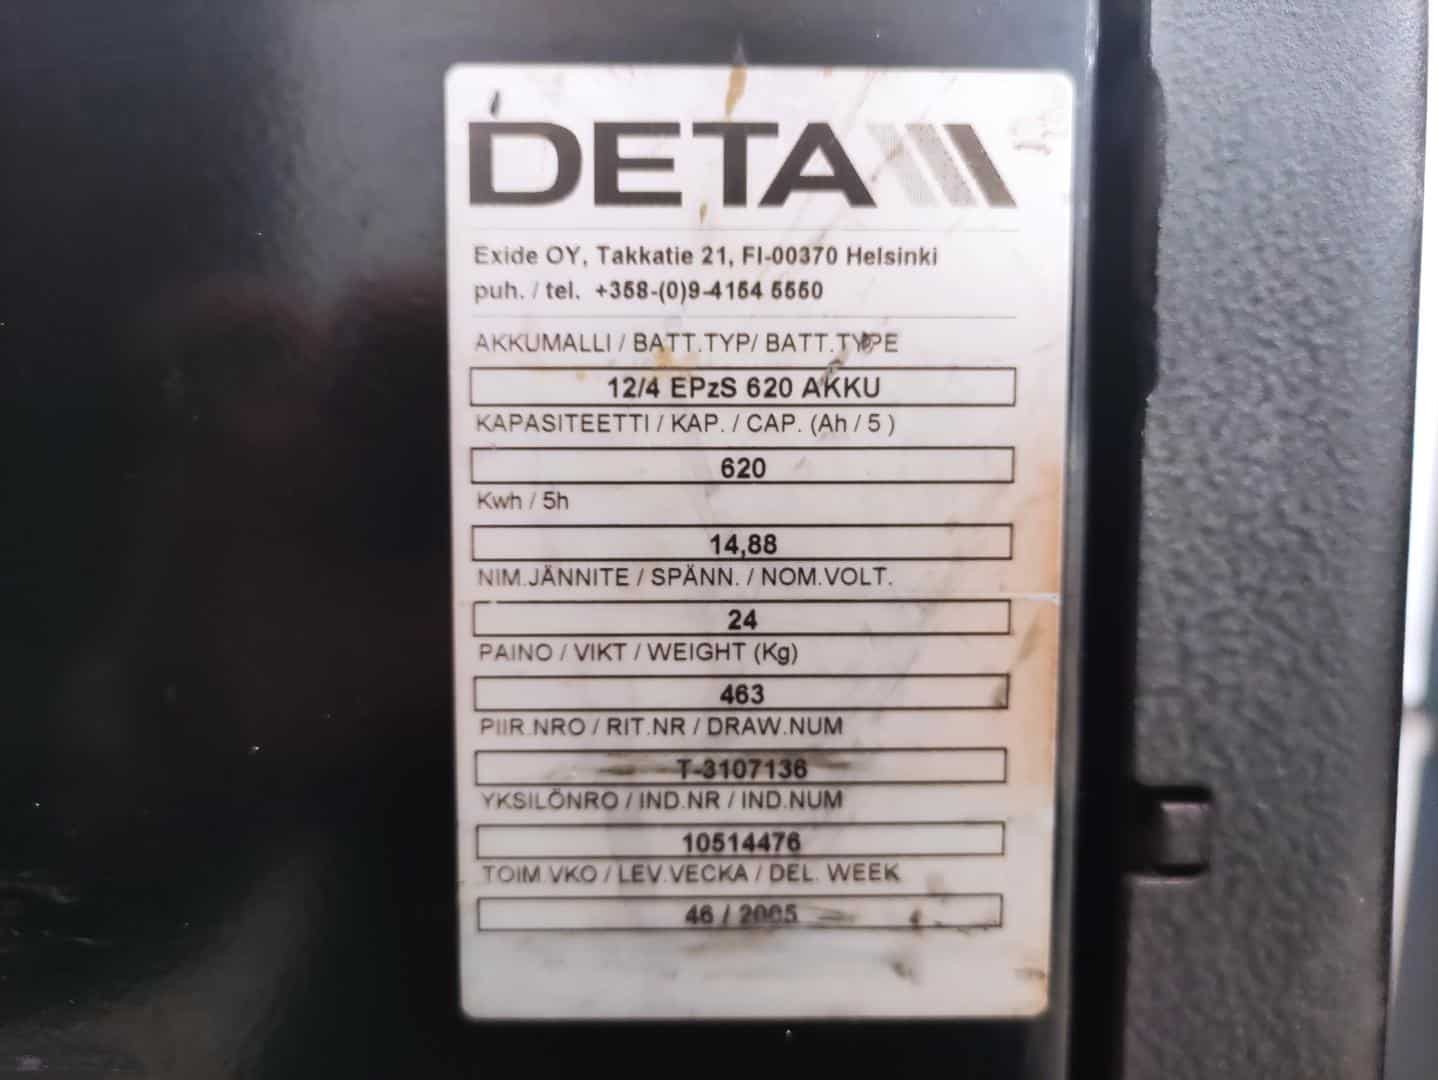 DETA
Exide OY, Takkatie 21, FI-00370 Helsinki
puh. / tel. +358-(0)9-4154 5550
AKKUMALLI / BATT.TYP/ BATT.TYPE
12/4 EPzS 620 AKKU
KAPASITEETTI / KAP. / CAP. (Ah / 5 )
620
Kwh / 5h
14,88
NIM.JÄNNITE / SPÄNN. / NOM.VOLT.
24
PAINO / VIKT / WEIGHT (Kg)
463
PIIR.NRO / RIT.NR / DRAW.NUM
T-3107136
YKSILÖNRO / IND.NR / IND.NUM
10514476
TOIM.VKO / LEV.VECKA / DEL. WEEK
46 / 2005